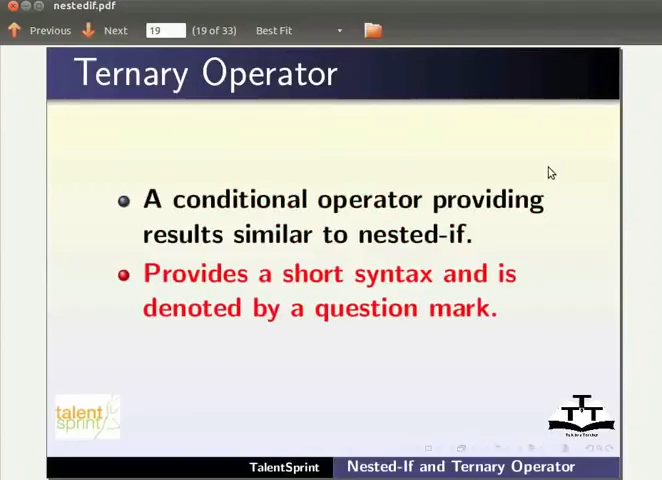 nestedif.pdf
Previous Next 19 (19 of 33) Best Fit
Ternary Operator
A conditional operator providing
results similar to nested-if.
Provides a short syntax and is
denoted by a question mark.
talent
sprint
TalentSprint Nested-If and Ternary Operator